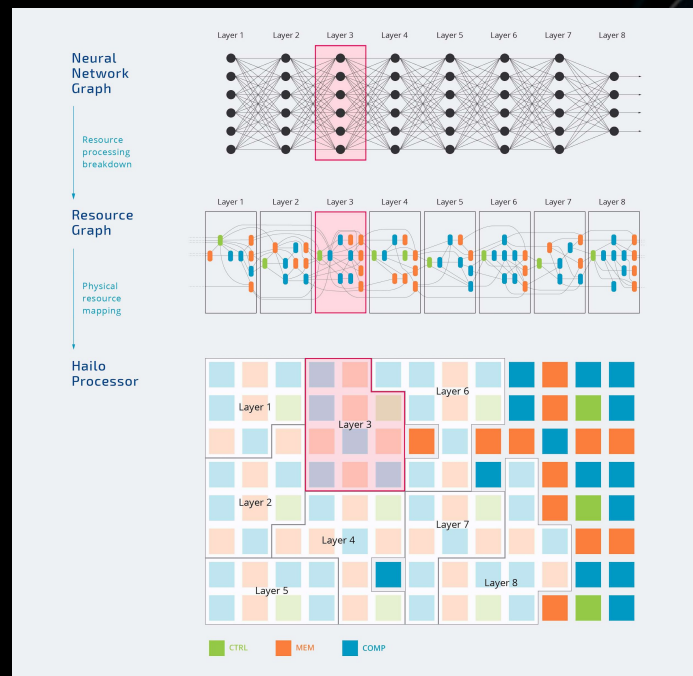 Layer 1 Layer 2 Layer 3 Layer 4 Layer 5 Layer 6 Layer 7 Layer 8
Neural
Network
Graph
Resource
processing
breakdown
Layer 1 Layer 2 Layer 3 Layer 4 Layer 5 Layer 6 Layer 7 Layer 8
Resource
Graph
Physical
resource
mapping
Hailo
Processor
Layer 6
Layer 1
Layer 3
Layer 2
Layer 7
Layer 4
Layer 8
Layer 5
CTRL MEM COMP